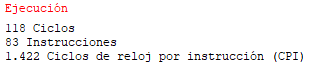 Ejecución
118 Ciclos
83 Instrucciones
1.422 Ciclos de reloj por instrucción (CPI)